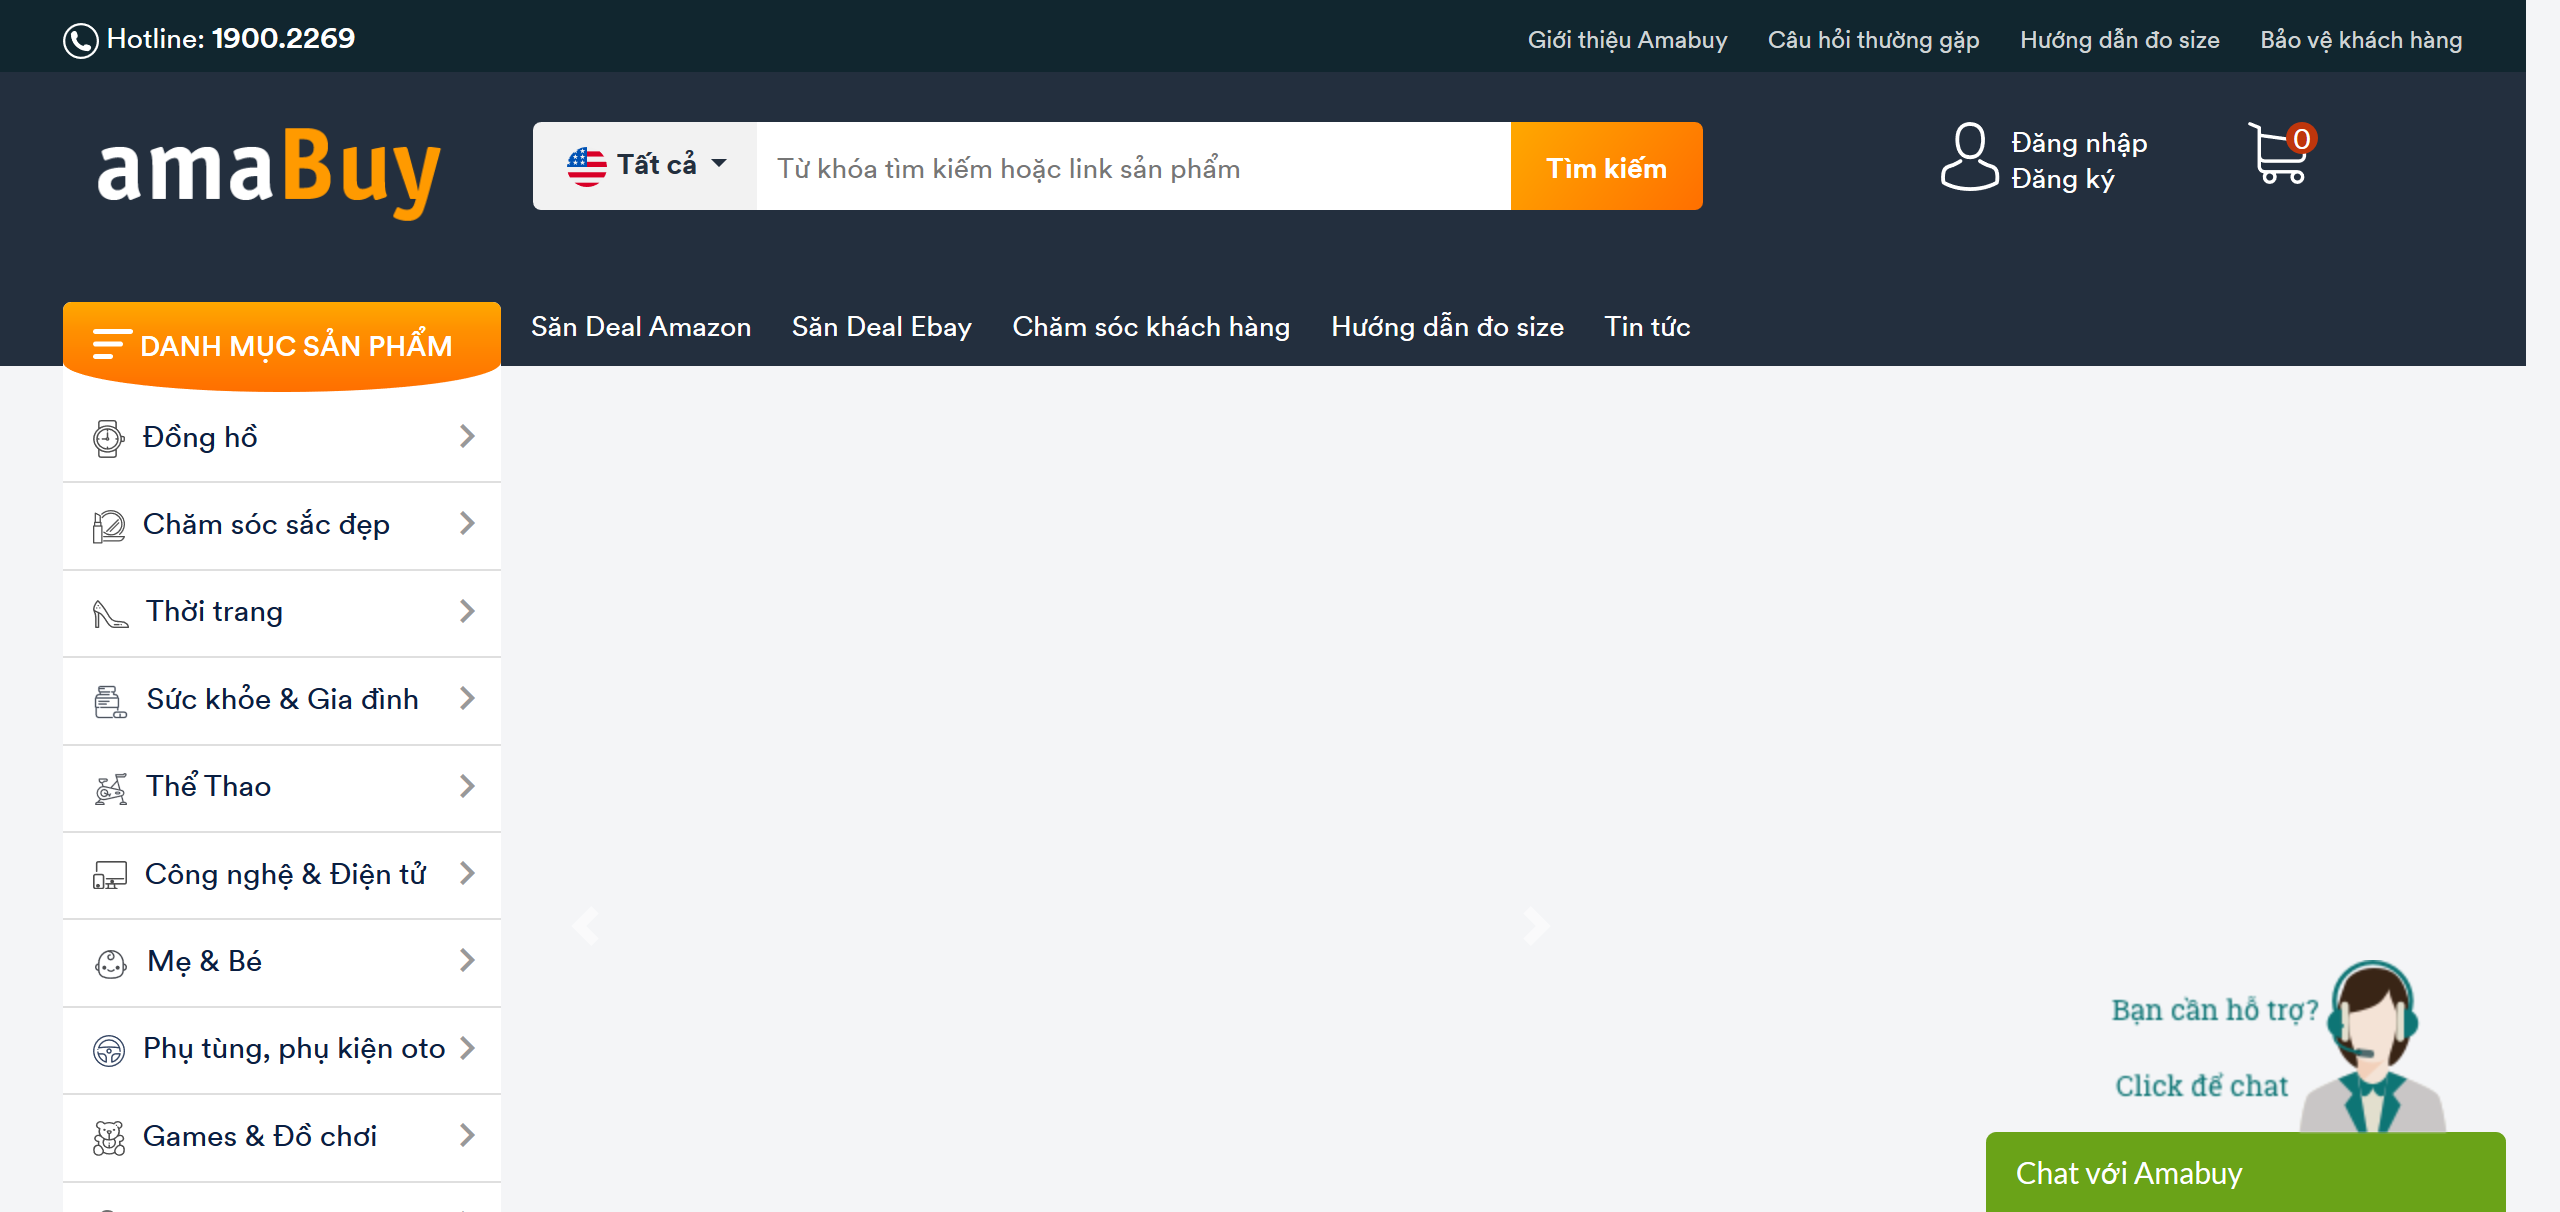 Hotline: 1900.2269
Giới thiệu Amabuy
Câu hỏi thường gặp
Hướng dẫn đo size
Bảo vệ khách hàng
amaBuy
Tất cả
Từ khóa tìm kiếm hoặc link sản phẩm
Tìm kiếm
Đăng nhập
Đăng ký
0
DANH MỤC SẢN PHẨM
Săn Deal Amazon
Săn Deal Ebay
Chăm sóc khách hàng
Hướng dẫn đo size
Tin tức
Đồng hồ
Chăm sóc sắc đẹp
Thời trang
Sức khỏe & Gia đình
Thể Thao
Công nghệ & Điện tử
Mẹ & Bé
Phụ tùng, phụ kiện oto
Games & Đồ chơi
Bạn cần hỗ trợ?
Click để chat
Chat với Amabuy